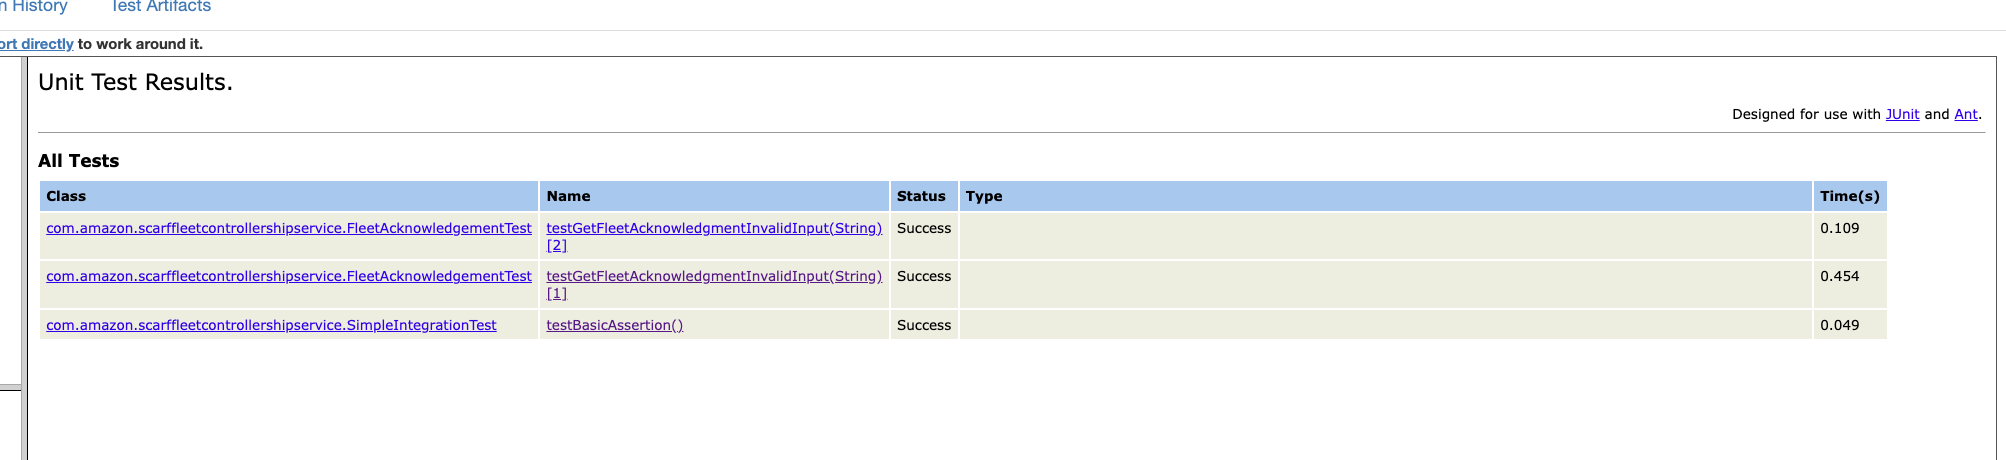 n History Test Artifacts
ort directly to work around it.
Unit Test Results.
Designed for use with JUnit and Ant.
All Tests
Class Name Status Type Time(s)
com.amazon.scarffleetcontrollershipservice.FleetAcknowledgementTest testGetFleetAcknowledgmentInvalidInput(String) Success 0.109
[2]
com.amazon.scarffleetcontrollershipservice.FleetAcknowledgementTest testGetFleetAcknowledgmentInvalidInput(String) Success 0.454
[1]
com.amazon.scarffleetcontrollershipservice.SimpleIntegrationTest testBasicAssertion() Success 0.049